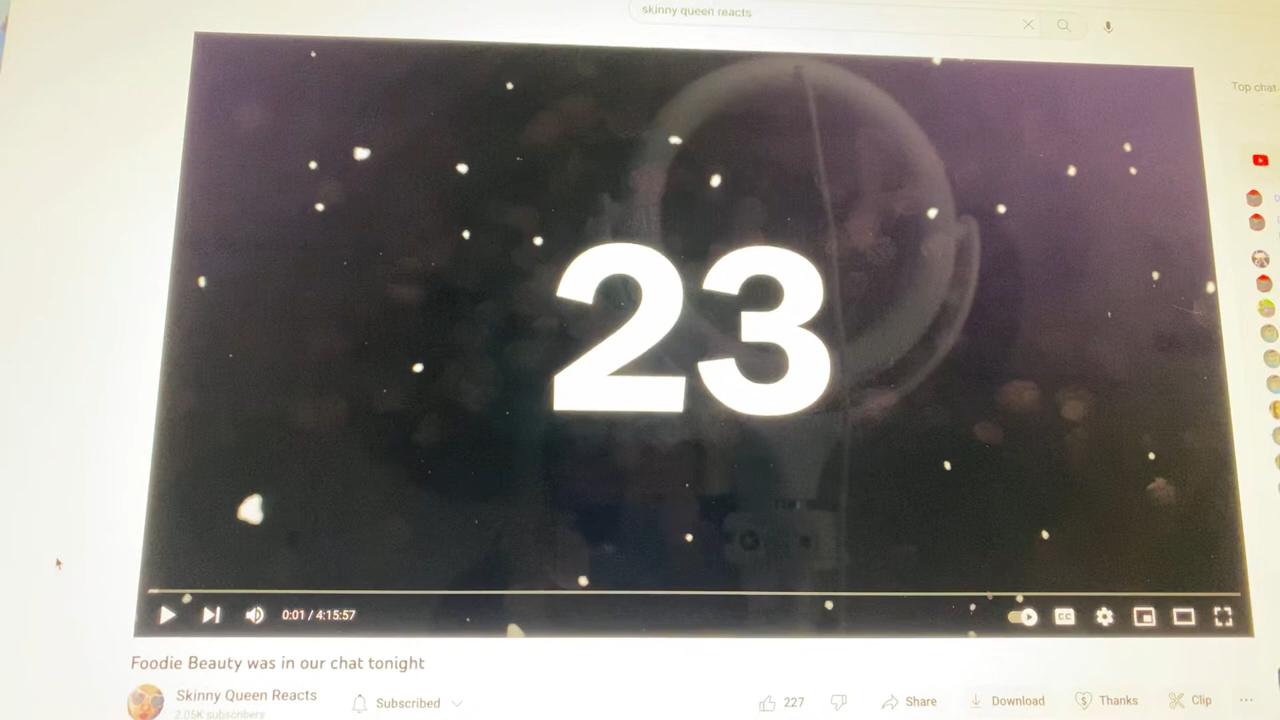 skinny queen reacts
Top chat
23
0:01 / 4:15:57
CC
Foodie Beauty was in our chat tonight
Skinny Queen Reacts
2.05K subscribers
Subscribed
227
Share
Download
Thanks
Clip